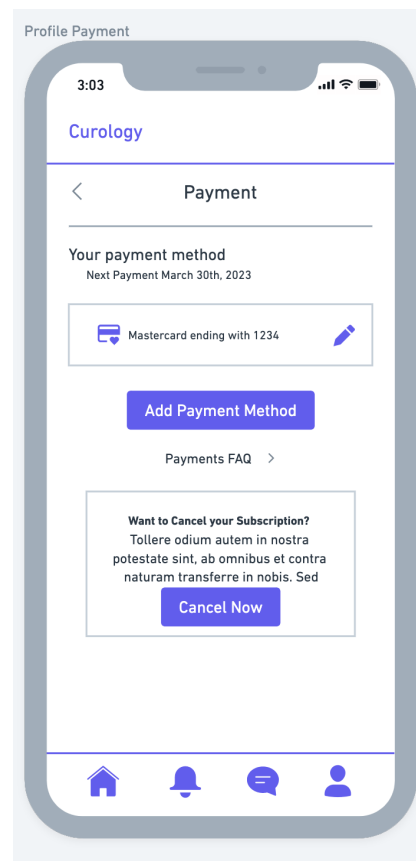 Profile Payment
3:03
Curology
Payment
Your payment method
Next Payment March 30th, 2023
Mastercard ending with 1234
Add Payment Method
Payments FAQ
Want to Cancel your Subscription?
Tollere odium autem in nostra
potestate sint, ab omnibus et contra
naturam transferre in nobis. Sed
Cancel Now